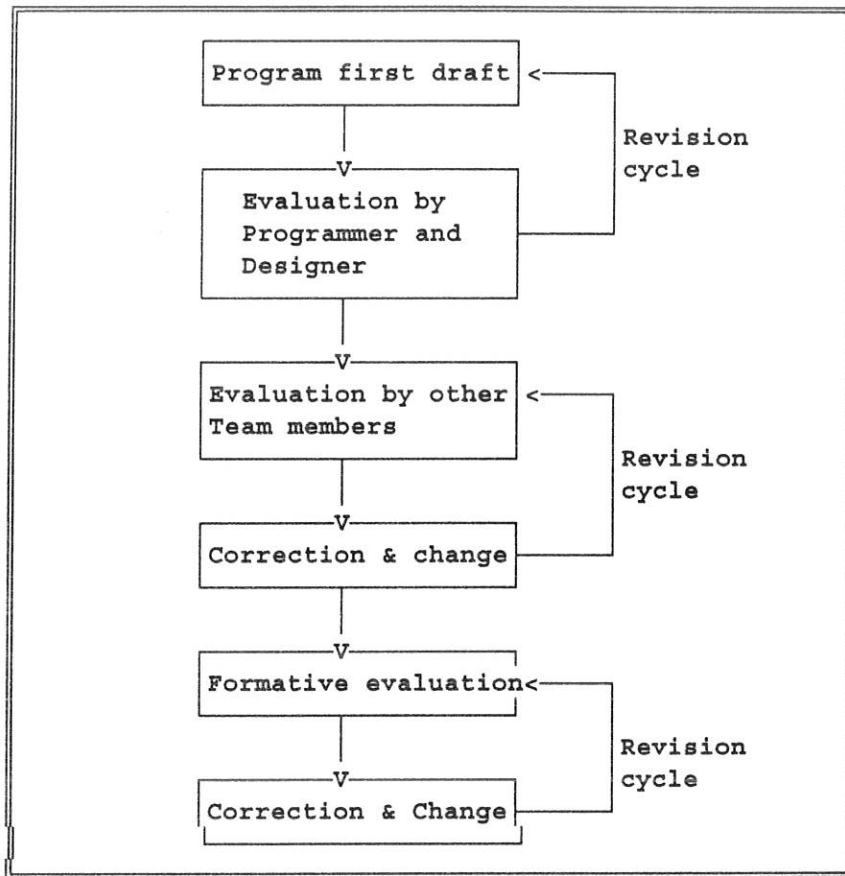 Program first draft
Revision
cycle
Evaluation by
Programmer and
Designer
Evaluation by other
Team members
Revision
cycle
Correction & change
Formative evaluation
Revision
cycle
Correction & Change